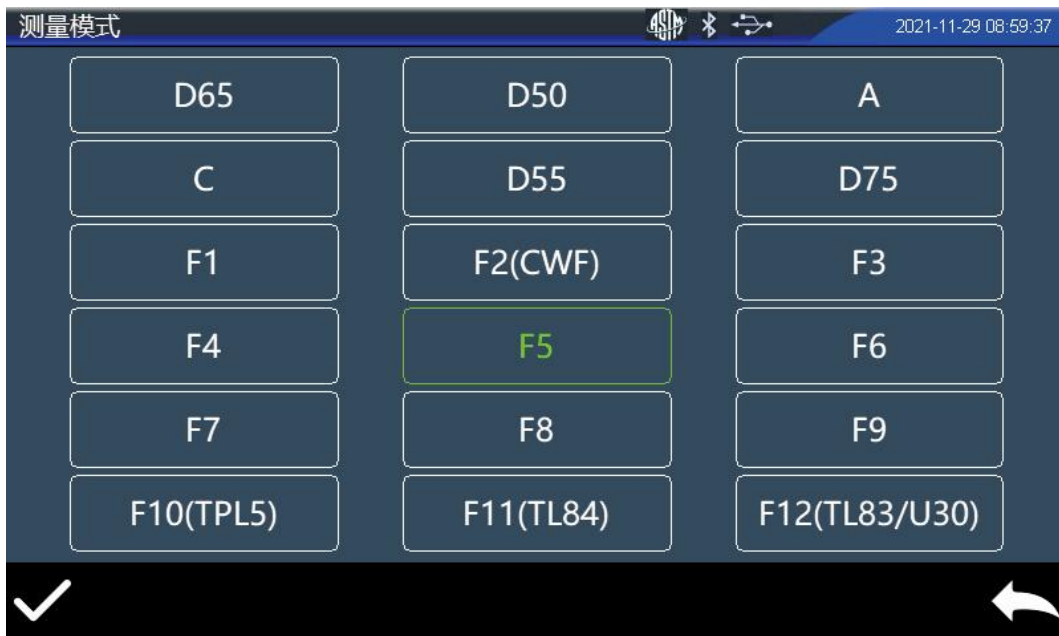 测量模式 ASTM 2021-11-29 08:59:37
D65 D50 A
C D55 D75
F1 F2(CWF) F3
F4 F5 F6
F7 F8 F9
F10(TPL5) F11(TL84) F12(TL83/U30)